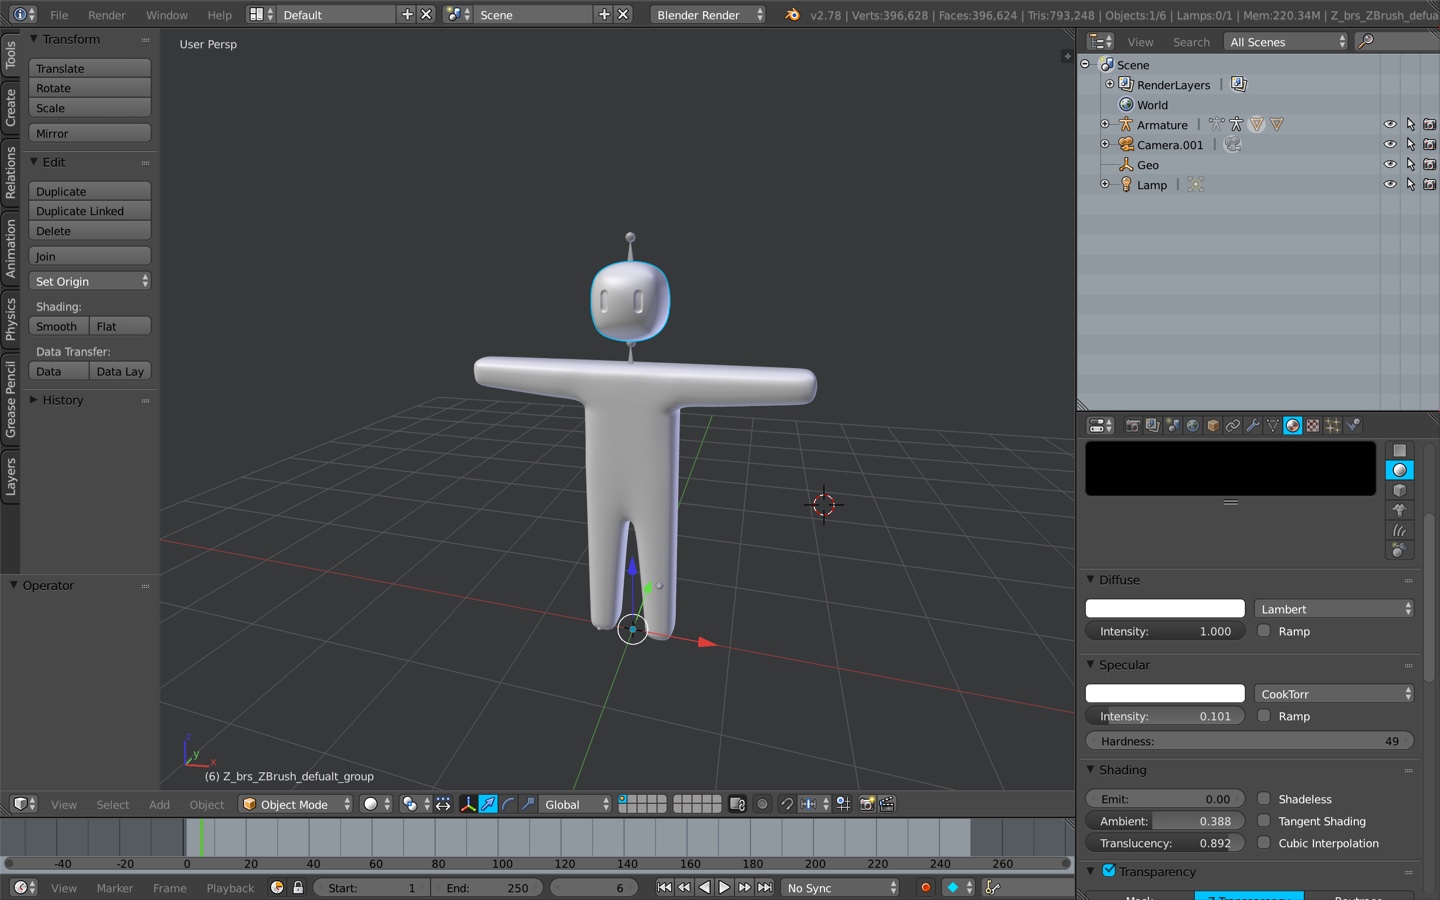 File Render Window Help Default Scene Blender Render v2.78 | Verts:396,628 | Faces:396,624 | Tris:793,248 | Objects:1/6 | Lamps:0/1 | Mem:220.34M | Z_brs_ZBrush_defua
Tools
Create
Relations
Animation
Physics
Grease Pencil
Layers
Transform
Translate
Rotate
Scale
Mirror
Edit
Duplicate
Duplicate Linked
Delete
Join
Set Origin
Shading:
Smooth Flat
Data Transfer:
Data Data Lay
History
Operator
User Persp
z
y
x
(6) Z_brs_ZBrush_defualt_group
View Select Add Object Object Mode Global
-40 -20 0 20 40 60 80 100 120 140 160 180 200 220 240 260
View Marker Frame Playback Start: 1 End: 250 6 No Sync
View Search All Scenes
Scene
RenderLayers
World
Armature
Camera.001
Geo
Lamp
Diffuse
Lambert
Intensity: 1.000 Ramp
Specular
CookTorr
Intensity: 0.101 Ramp
Hardness: 49
Shading
Emit: 0.00 Shadeless
Ambient: 0.388 Tangent Shading
Translucency: 0.892 Cubic Interpolation
Transparency
Mask Z Transparency Raytrace